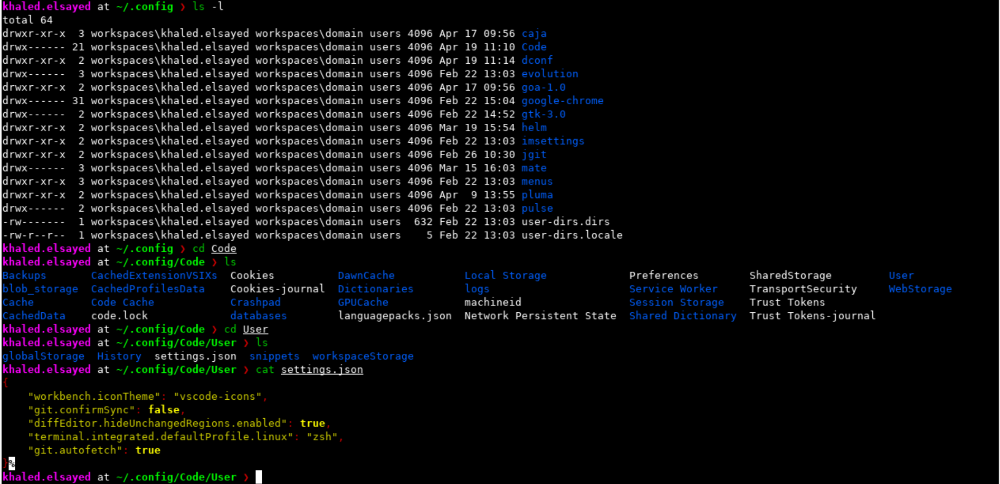 khaled.elsayed at ~/.config ❯ ls -l
total 64
drwxr-xr-x  3 workspaces\khaled.elsayed workspaces\domain users 4096 Apr 17 09:56 caja
drwx------ 21 workspaces\khaled.elsayed workspaces\domain users 4096 Apr 19 11:10 Code
drwxr-xr-x  2 workspaces\khaled.elsayed workspaces\domain users 4096 Apr 19 11:14 dconf
drwx------  3 workspaces\khaled.elsayed workspaces\domain users 4096 Feb 22 13:03 evolution
drwxr-xr-x  2 workspaces\khaled.elsayed workspaces\domain users 4096 Apr 17 09:56 goa-1.0
drwx------ 31 workspaces\khaled.elsayed workspaces\domain users 4096 Feb 22 15:04 google-chrome
drwx------  2 workspaces\khaled.elsayed workspaces\domain users 4096 Feb 22 14:52 gtk-3.0
drwxr-xr-x  2 workspaces\khaled.elsayed workspaces\domain users 4096 Mar 19 15:54 helm
drwxr-xr-x  2 workspaces\khaled.elsayed workspaces\domain users 4096 Feb 22 13:03 imsettings
drwxr-xr-x  2 workspaces\khaled.elsayed workspaces\domain users 4096 Feb 26 10:30 jgit
drwx------  3 workspaces\khaled.elsayed workspaces\domain users 4096 Mar 15 16:03 mate
drwxr-xr-x  3 workspaces\khaled.elsayed workspaces\domain users 4096 Feb 22 13:03 menus
drwxr-xr-x  2 workspaces\khaled.elsayed workspaces\domain users 4096 Apr  9 13:55 pluma
drwx------  2 workspaces\khaled.elsayed workspaces\domain users 4096 Feb 22 13:03 pulse
-rw-------  1 workspaces\khaled.elsayed workspaces\domain users  632 Feb 22 13:03 user-dirs.dirs
-rw-r--r--  1 workspaces\khaled.elsayed workspaces\domain users    5 Feb 22 13:03 user-dirs.locale
khaled.elsayed at ~/.config ❯ cd Code
khaled.elsayed at ~/.config/Code ❯ ls
Backups       CachedExtensionVSIXs  Cookies          DawnCache           Local Storage             Preferences        SharedStorage         User
blob_storage  CachedProfilesData    Cookies-journal  Dictionaries        logs                      Service Worker     TransportSecurity     WebStorage
Cache         Code Cache            Crashpad         GPUCache            machineid                 Session Storage    Trust Tokens
CachedData    code.lock             databases        languagepacks.json  Network Persistent State  Shared Dictionary  Trust Tokens-journal
khaled.elsayed at ~/.config/Code ❯ cd User
khaled.elsayed at ~/.config/Code/User ❯ ls
globalStorage  History  settings.json  snippets  workspaceStorage
khaled.elsayed at ~/.config/Code/User ❯ cat settings.json
{
    "workbench.iconTheme": "vscode-icons",
    "git.confirmSync": false,
    "diffEditor.hideUnchangedRegions.enabled": true,
    "terminal.integrated.defaultProfile.linux": "zsh",
    "git.autofetch": true
}%
khaled.elsayed at ~/.config/Code/User ❯